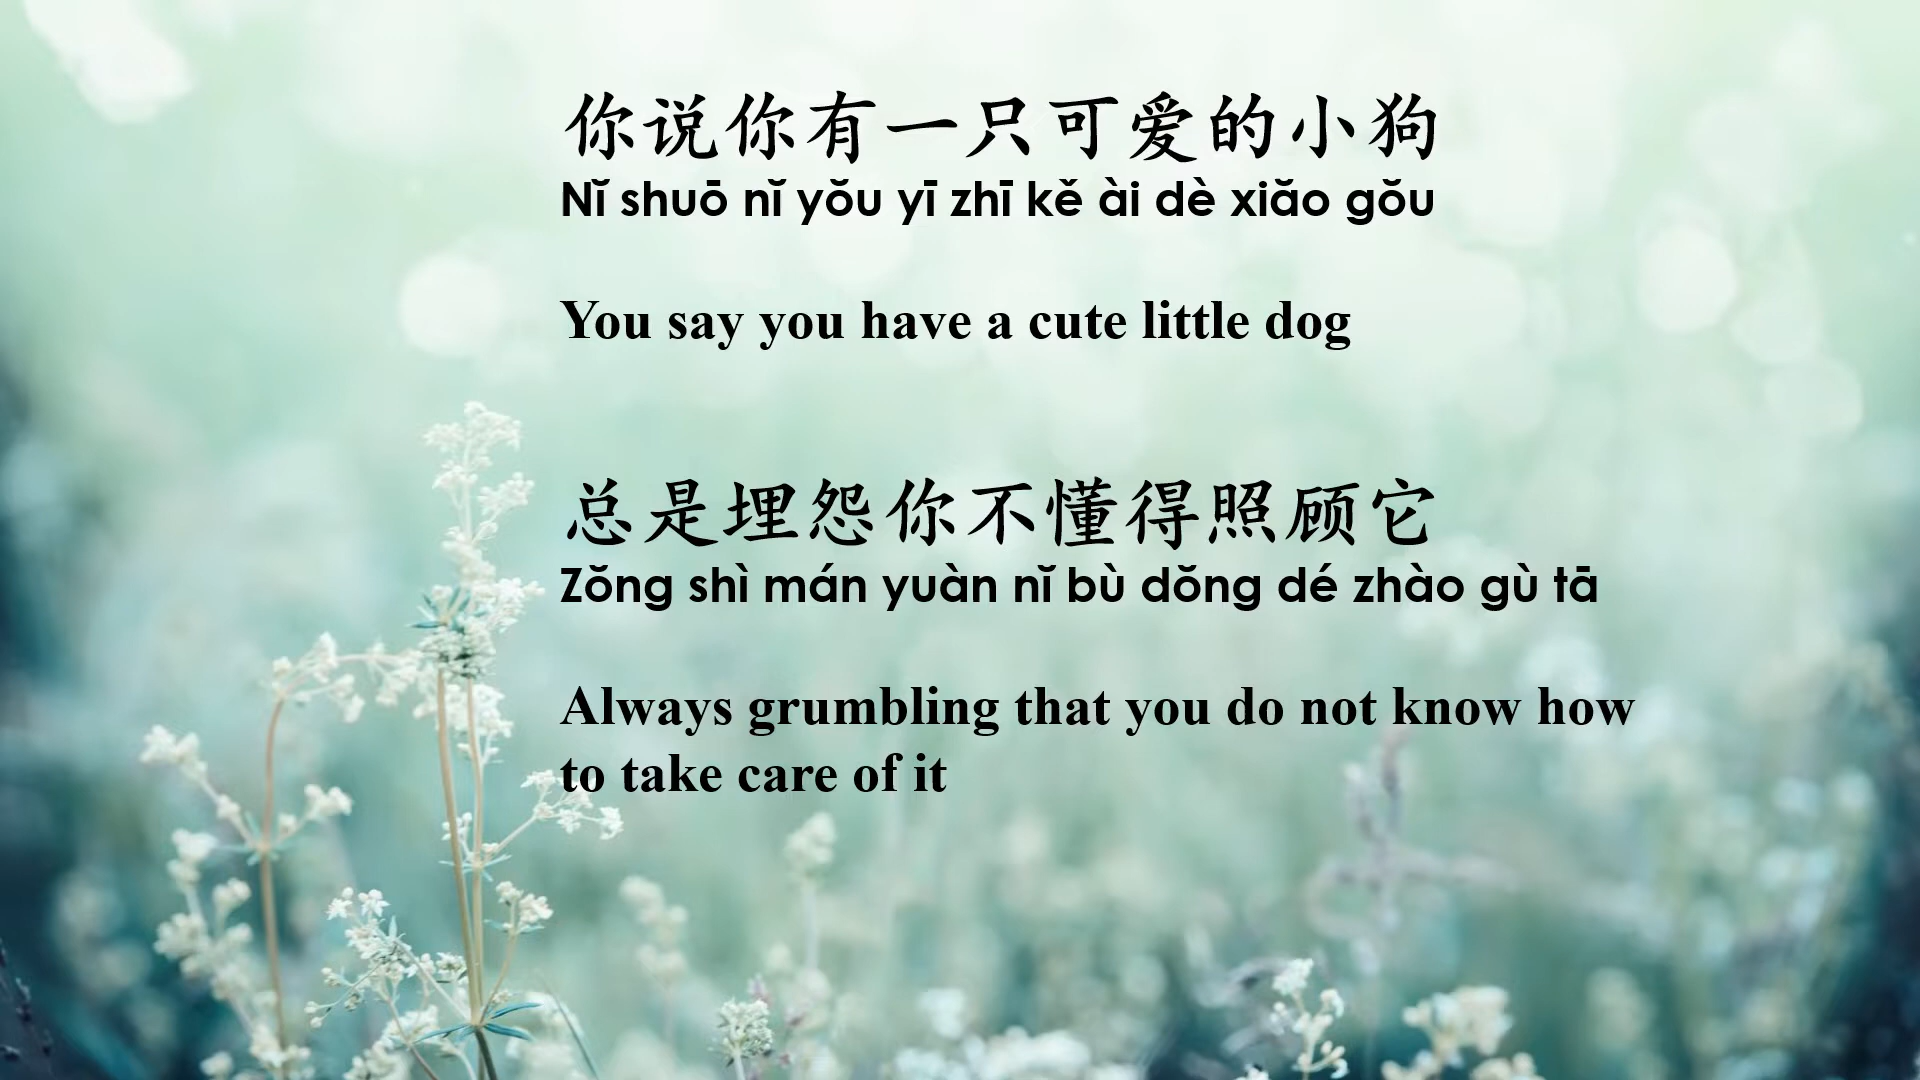 你说你有一只可爱的小狗
Nǐ shuō nǐ yǒu yī zhī kě ài dè xiǎo gǒu
You say you have a cute little dog
总是埋怨你不懂得照顾它
Zǒng shì mán yuàn nǐ bù dǒng dé zhào gù tā
Always grumbling that you do not know how
to take care of it